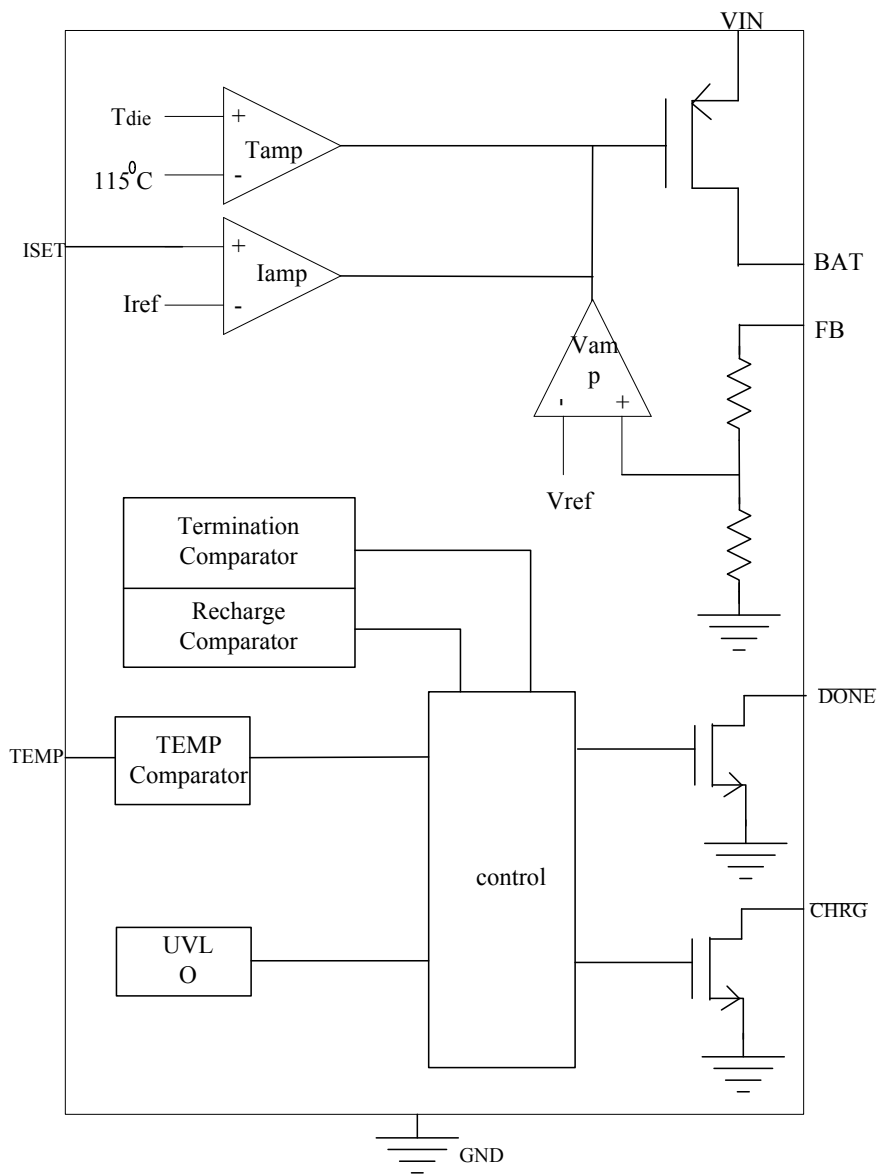 VIN
Tdie
+
Tamp
115⁰C
-
ISET
+
Iamp
BAT
Iref
-
FB
Vam
p
-
+
Vref
Termination
Comparator
Recharge
Comparator
DONE
TEMP
TEMP
Comparator
control
CHRG
UVL
O
GND